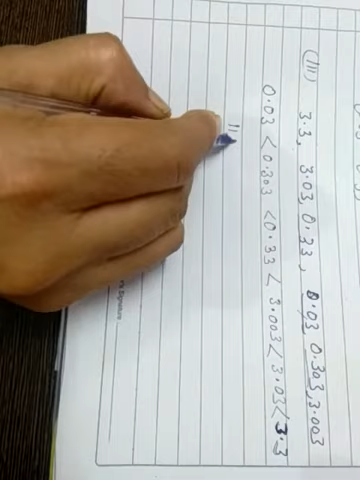 (III) 3.3, 3.03, 0.33, 0.03 0.303, 3.003
0.03 < 0.303 < 0.33 < 3.003 < 3.03 < 3.3